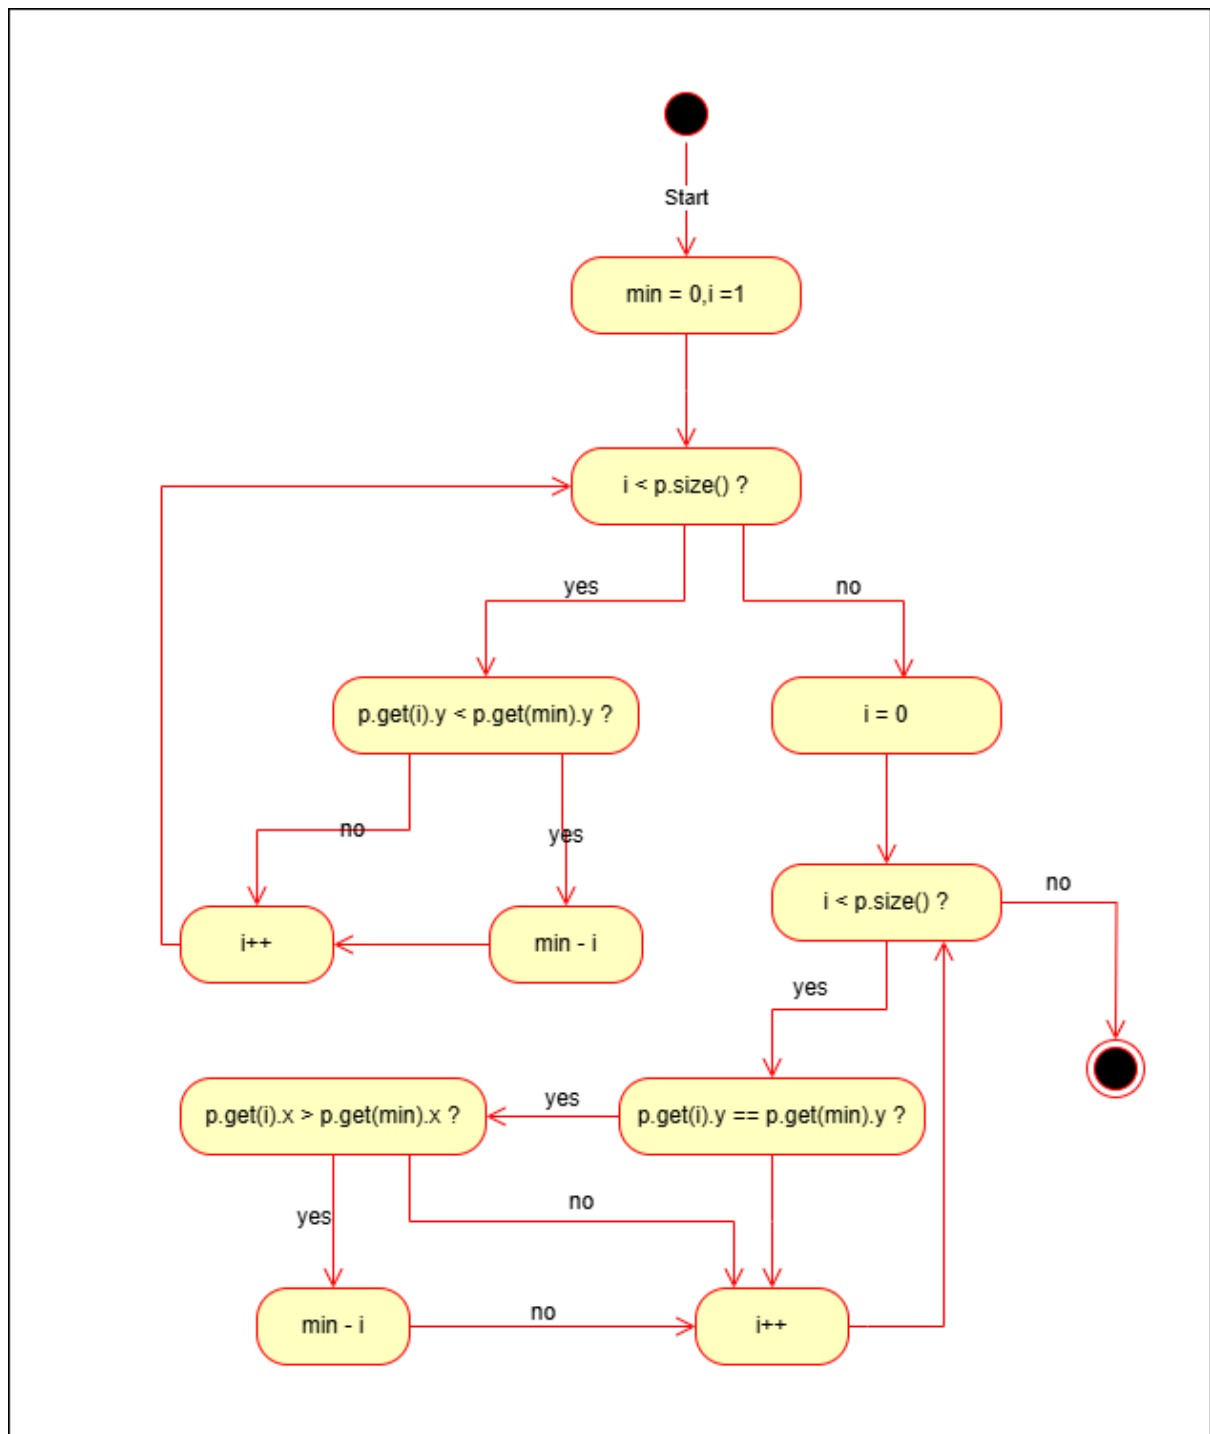 Start
min = 0,i =1
i < p.size() ?
yes
no
p.get(i).y < p.get(min).y ?
i = 0
no
yes
i < p.size() ?
no
i++
min - i
yes
p.get(i).x > p.get(min).x ?
yes
p.get(i).y == p.get(min).y ?
yes
no
min - i
no
i++